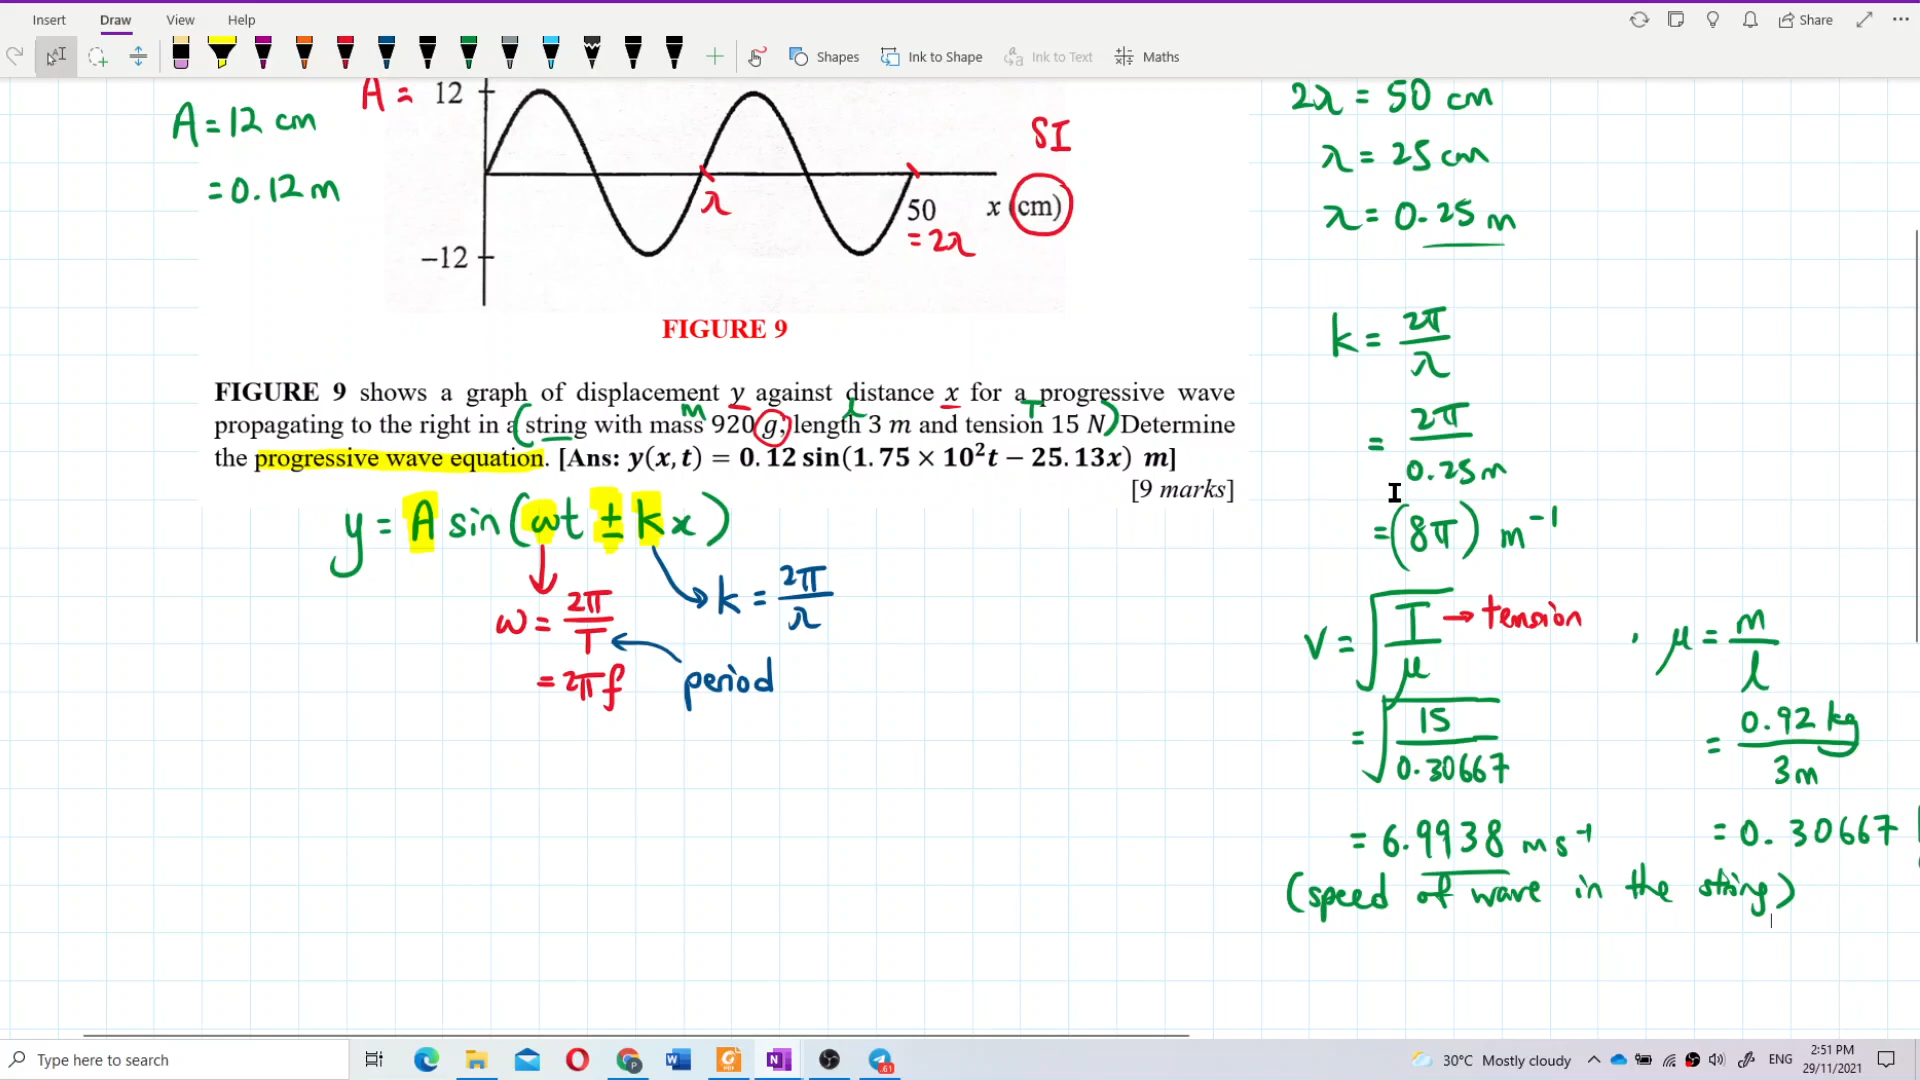 Insert Draw View Help
Share
Shapes Ink to Shape Ink to Text Maths
A = 12 cm
= 0.12 m
A = 12
-12
λ
50
= 2λ
x (cm)
SI
FIGURE 9
FIGURE 9 shows a graph of displacement y against distance x for a progressive wave
m l T
propagating to the right in a (string with mass 920 g, length 3 m and tension 15 N) Determine
the progressive wave equation. [Ans: y(x, t) = 0.12 sin(1.75 × 10²t − 25.13x) m]
[9 marks]
y = A sin (ωt ± kx)
ω = 2π/T
= 2πf
period
k = 2π/λ
2λ = 50 cm
λ = 25 cm
λ = 0.25 m
k = 2π/λ
= 2π/0.25m
= (8π) m⁻¹
v = √(T/μ) → tension , μ = m/l
= √(15/0.30667)
= 0.92 kg/3m
= 6.9938 ms⁻¹
= 0.30667
(speed of wave in the string)
Type here to search
61
30°C Mostly cloudy
ENG
2:51 PM
29/11/2021